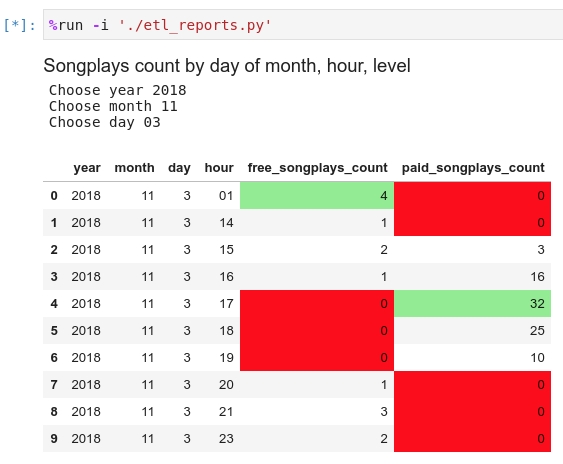 [*]: %run -i './etl_reports.py'
Songplays count by day of month, hour, level
Choose year 2018
Choose month 11
Choose day 03
year month day hour free_songplays_count paid_songplays_count
0 2018 11 3 01 4 0
1 2018 11 3 14 1 0
2 2018 11 3 15 2 3
3 2018 11 3 16 1 16
4 2018 11 3 17 0 32
5 2018 11 3 18 0 25
6 2018 11 3 19 0 10
7 2018 11 3 20 1 0
8 2018 11 3 21 3 0
9 2018 11 3 23 2 0